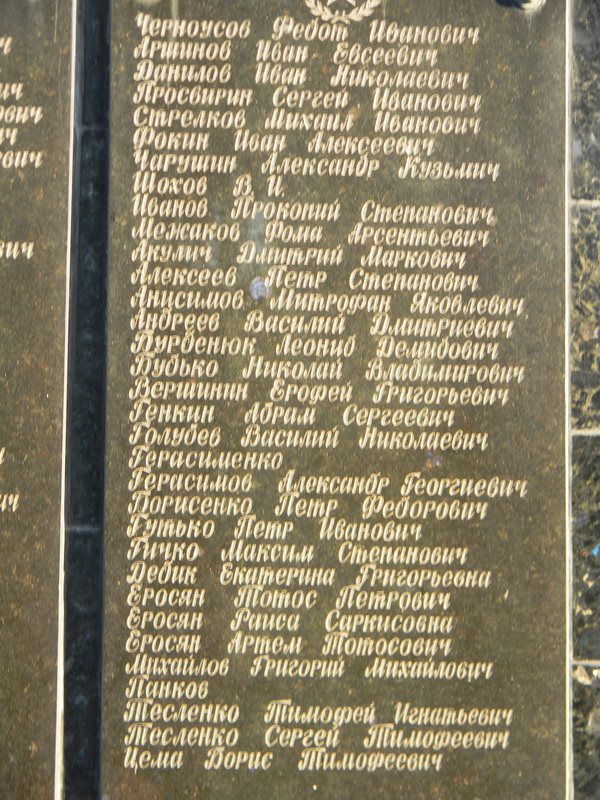 Черноусов Федот Иванович
Аршинов Иван Евсеевич
Данилов Иван Николаевич
Просвирин Сергей Иванович
Стрелков Михаил Иванович
Фокин Иван Алексеевич
Чарушин Александр Кузьмич
Шохов В. И.
Иванов Прокопий Степанович
Межаков Фома Арсентьевич
Акулич Дмитрий Маркович
Алексеев Петр Степанович
Анисимов Митрофан Яковлевич
Андреев Василий Дмитриевич
Бурденюк Леонид Демидович
Будько Николай Владимирович
Вершинин Ерофей Григорьевич
Генкин Абрам Сергеевич
Голубев Василий Николаевич
Герасименко
Герасимов Александр Георгиевич
Борисенко Петр Федорович
Гутько Петр Иванович
Гичко Максим Степанович
Дедик Екатерина Григорьевна
Еросян Тотос Петрович
Еросян Раиса Саркисовна
Еросян Артем Тотосович
Михайлов Григорий Михайлович
Панков
Тесленко Тимофей Игнатьевич
Тесленко Сергей Тимофеевич
Цема Борис Тимофеевич